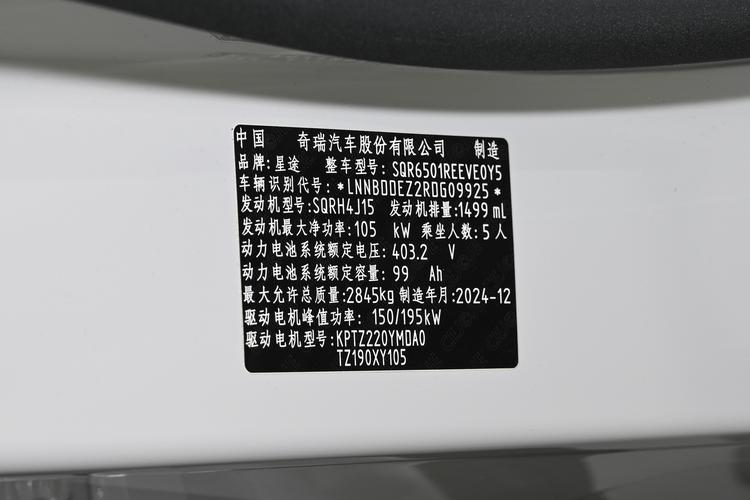 中国 奇瑞汽车股份有限公司 制造
品牌:星途 整车型号:SQR6501REEVE0Y5
车辆识别代号:*LNNBDDEZ2RDG09925*
发动机型号:SQRH4J15 发动机排量:1499 mL
发动机最大净功率:105 kW 乘坐人数:5人
动力电池系统额定电压:403.2 V
动力电池系统额定容量:99 Ah
最大允许总质量:2845kg 制造年月:2024-12
驱动电机峰值功率: 150/195kW
驱动电机型号:KPTZ220YMDA0
TZ190XY105